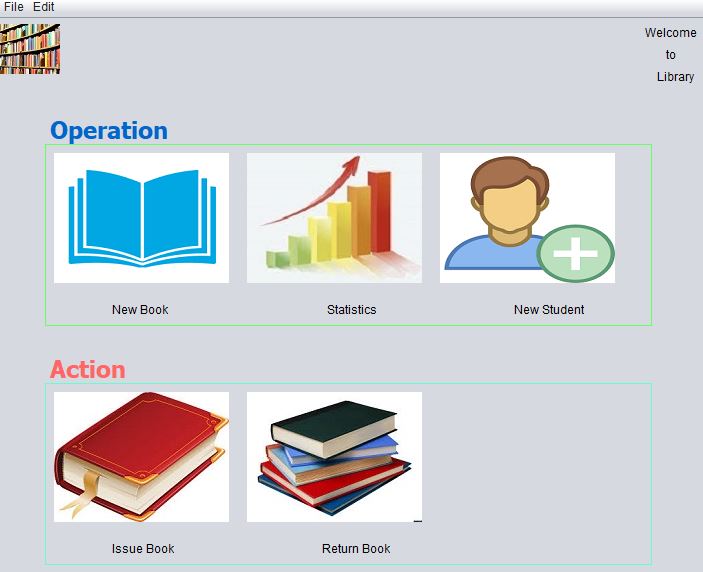 File Edit
Welcome
to
Library
Operation
New Book Statistics New Student
Action
Issue Book Return Book